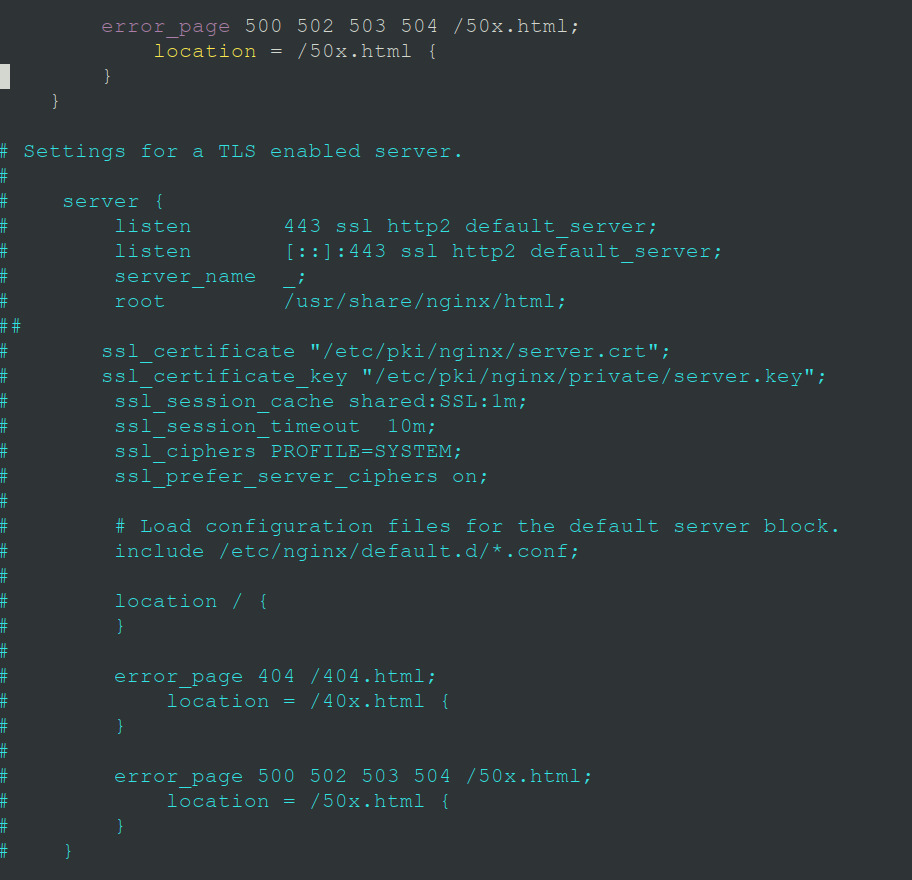 error_page 500 502 503 504 /50x.html;
            location = /50x.html {
        }
    }

# Settings for a TLS enabled server.
#
#    server {
#        listen       443 ssl http2 default_server;
#        listen       [::]:443 ssl http2 default_server;
#        server_name  _;
#        root         /usr/share/nginx/html;
##
#       ssl_certificate "/etc/pki/nginx/server.crt";
#       ssl_certificate_key "/etc/pki/nginx/private/server.key";
#        ssl_session_cache shared:SSL:1m;
#        ssl_session_timeout  10m;
#        ssl_ciphers PROFILE=SYSTEM;
#        ssl_prefer_server_ciphers on;
#
#        # Load configuration files for the default server block.
#        include /etc/nginx/default.d/*.conf;
#
#        location / {
#        }
#
#        error_page 404 /404.html;
#            location = /40x.html {
#        }
#
#        error_page 500 502 503 504 /50x.html;
#            location = /50x.html {
#        }
#    }